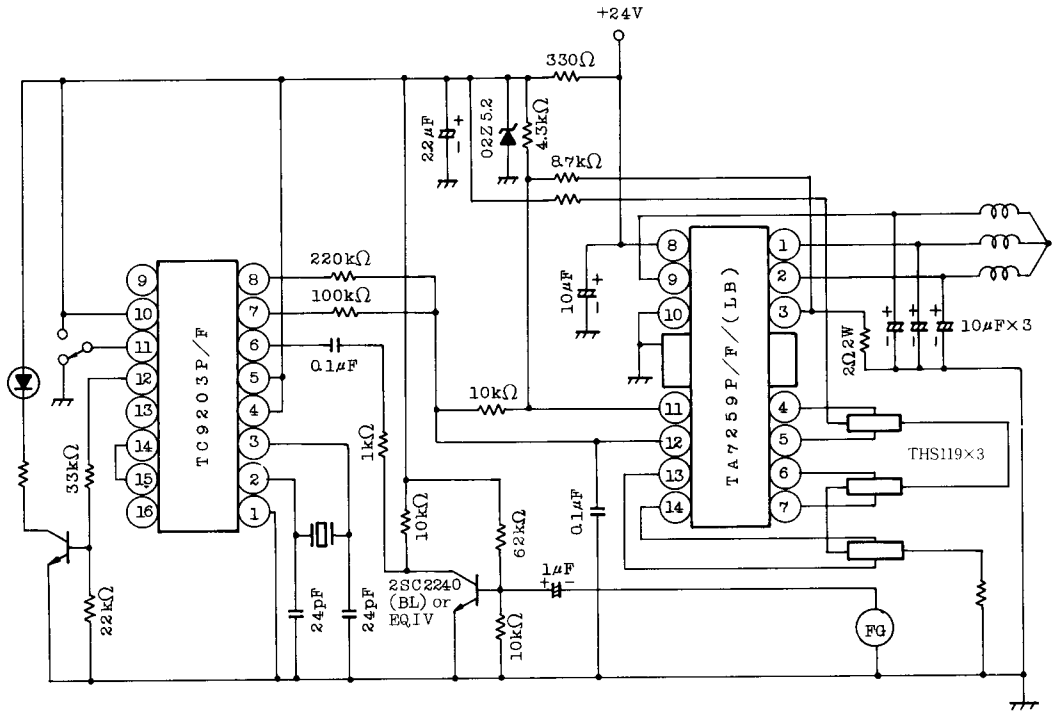 +24V
330Ω
22μF
+
-
02Z 5.2
4.3kΩ
8.7kΩ
220kΩ
100kΩ
0.1μF
1kΩ
10kΩ
10μF
+
-
TC9203P/F
9
10
11
12
13
14
15
16
8
7
6
5
4
3
2
1
TA7259P/F/(LB)
8
9
10
11
12
13
14
1
2
3
4
5
6
7
+
-
+
-
+
-
10μF×3
2Ω 2W
THS119×3
33kΩ
22kΩ
24pF
24pF
10kΩ
62kΩ
0.1μF
2SC2240
(BL) or
EQIV
10kΩ
1μF
+
-
FG